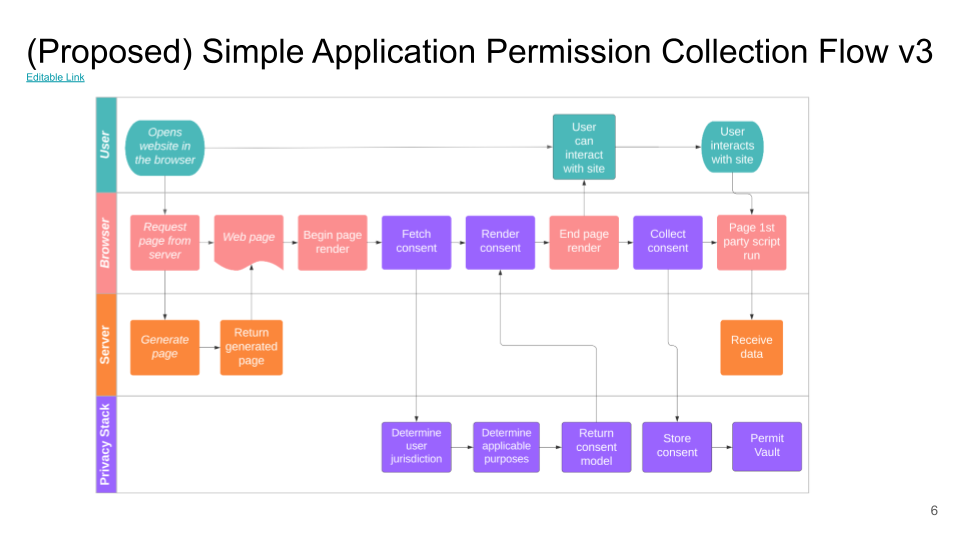 (Proposed) Simple Application Permission Collection Flow v3
Editable Link
User
Opens
website in
the browser
User
can
interact
with site
User
interacts
with site
Browser
Request
page from
server
Web page
Begin page
render
Fetch
consent
Render
consent
End page
render
Collect
consent
Page 1st
party script
run
Server
Generate
page
Return
generated
page
Receive
data
Privacy Stack
Determine
user
jurisdiction
Determine
applicable
purposes
Return
consent
model
Store
consent
Permit
Vault
6